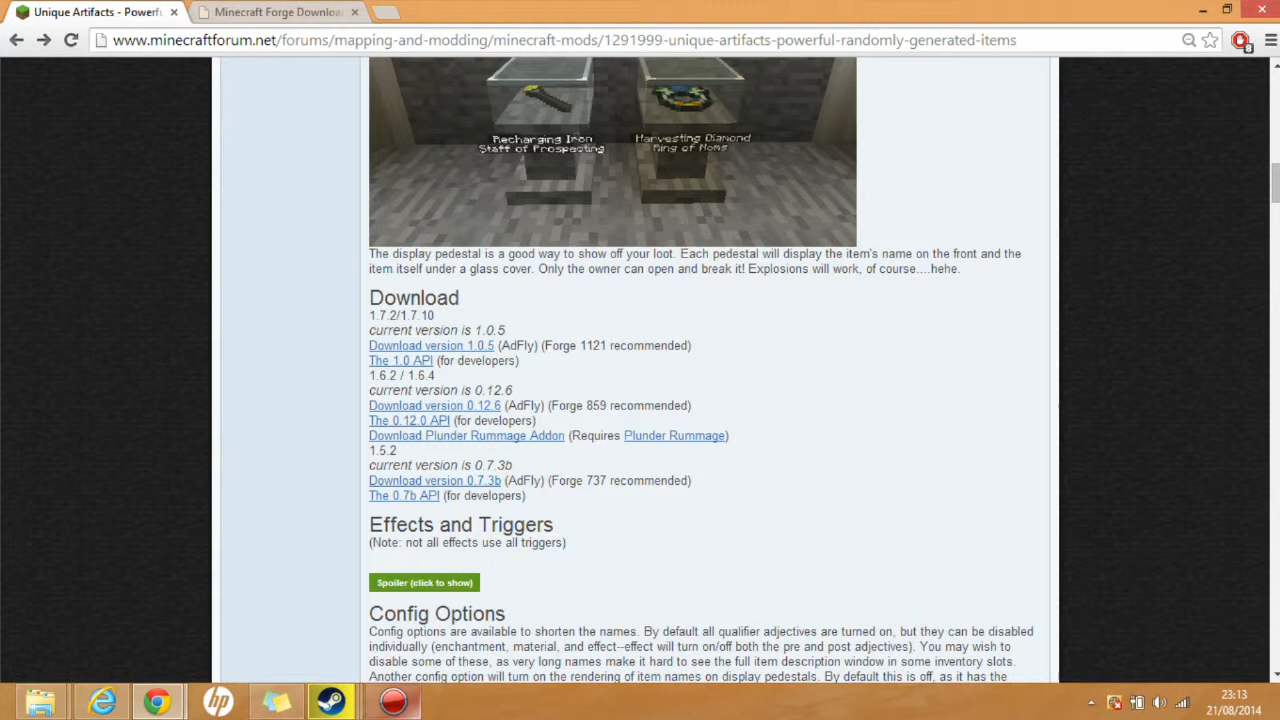 Unique Artifacts - Powerfu
Minecraft Forge Download
www.minecraftforum.net/forums/mapping-and-modding/minecraft-mods/1291999-unique-artifacts-powerful-randomly-generated-items
Recharging Iron
Staff of Prospecting
Harvesting Diamond
Ring of Noms
The display pedestal is a good way to show off your loot. Each pedestal will display the item's name on the front and the
item itself under a glass cover. Only the owner can open and break it! Explosions will work, of course....hehe.
Download
1.7.2/1.7.10
current version is 1.0.5
Download version 1.0.5 (AdFly) (Forge 1121 recommended)
The 1.0 API (for developers)
1.6.2 / 1.6.4
current version is 0.12.6
Download version 0.12.6 (AdFly) (Forge 859 recommended)
The 0.12.0 API (for developers)
Download Plunder Rummage Addon (Requires Plunder Rummage)
1.5.2
current version is 0.7.3b
Download version 0.7.3b (AdFly) (Forge 737 recommended)
The 0.7b API (for developers)
Effects and Triggers
(Note: not all effects use all triggers)
Spoiler (click to show)
Config Options
Config options are available to shorten the names. By default all qualifier adjectives are turned on, but they can be disabled
individually (enchantment, material, and effect--effect will turn on/off both the pre and post adjectives). You may wish to
disable some of these, as very long names make it hard to see the full item description window in some inventory slots.
Another config option will turn on the rendering of item names on display pedestals. By default this is off, as it has the
hp
23:13
21/08/2014